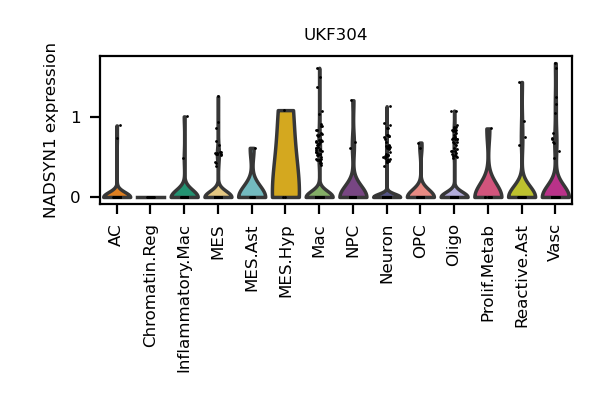 UKF304
NADSYN1 expression
1
0
AC
Chromatin.Reg
Inflammatory.Mac
MES
MES.Ast
MES.Hyp
Mac
NPC
Neuron
OPC
Oligo
Prolif.Metab
Reactive.Ast
Vasc